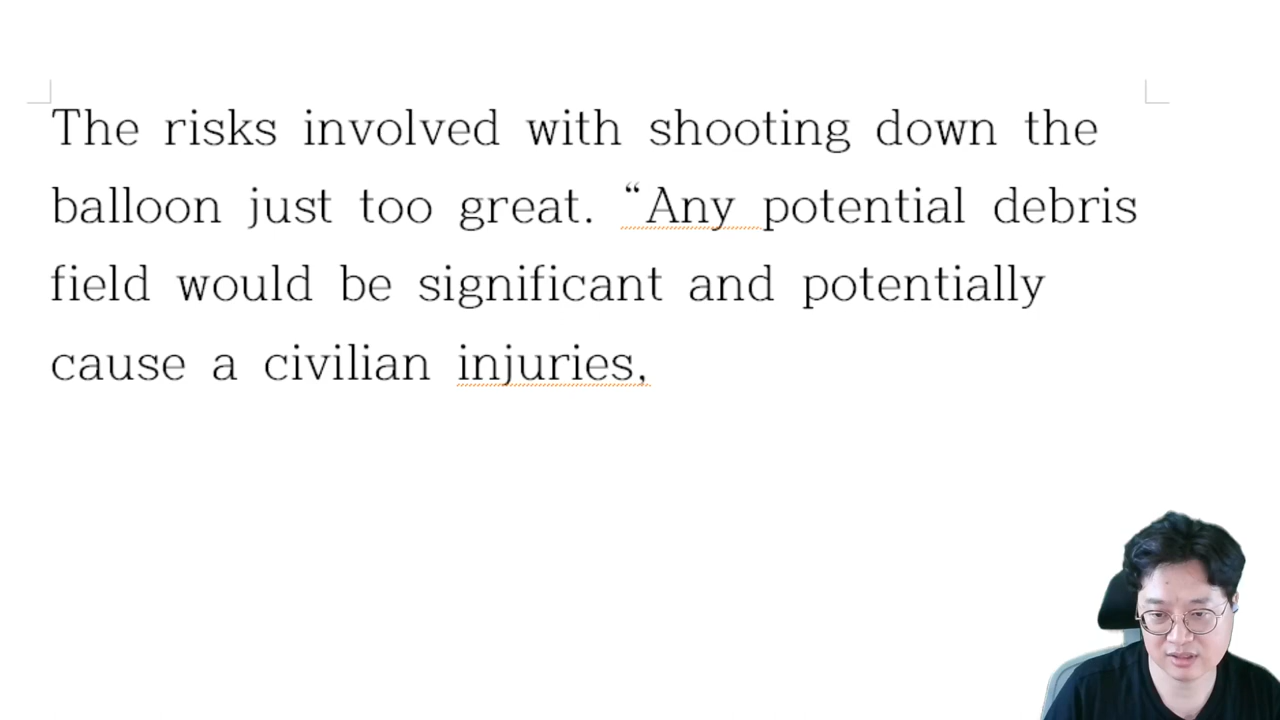 The risks involved with shooting down the
balloon just too great. “Any potential debris
field would be significant and potentially
cause a civilian injuries,